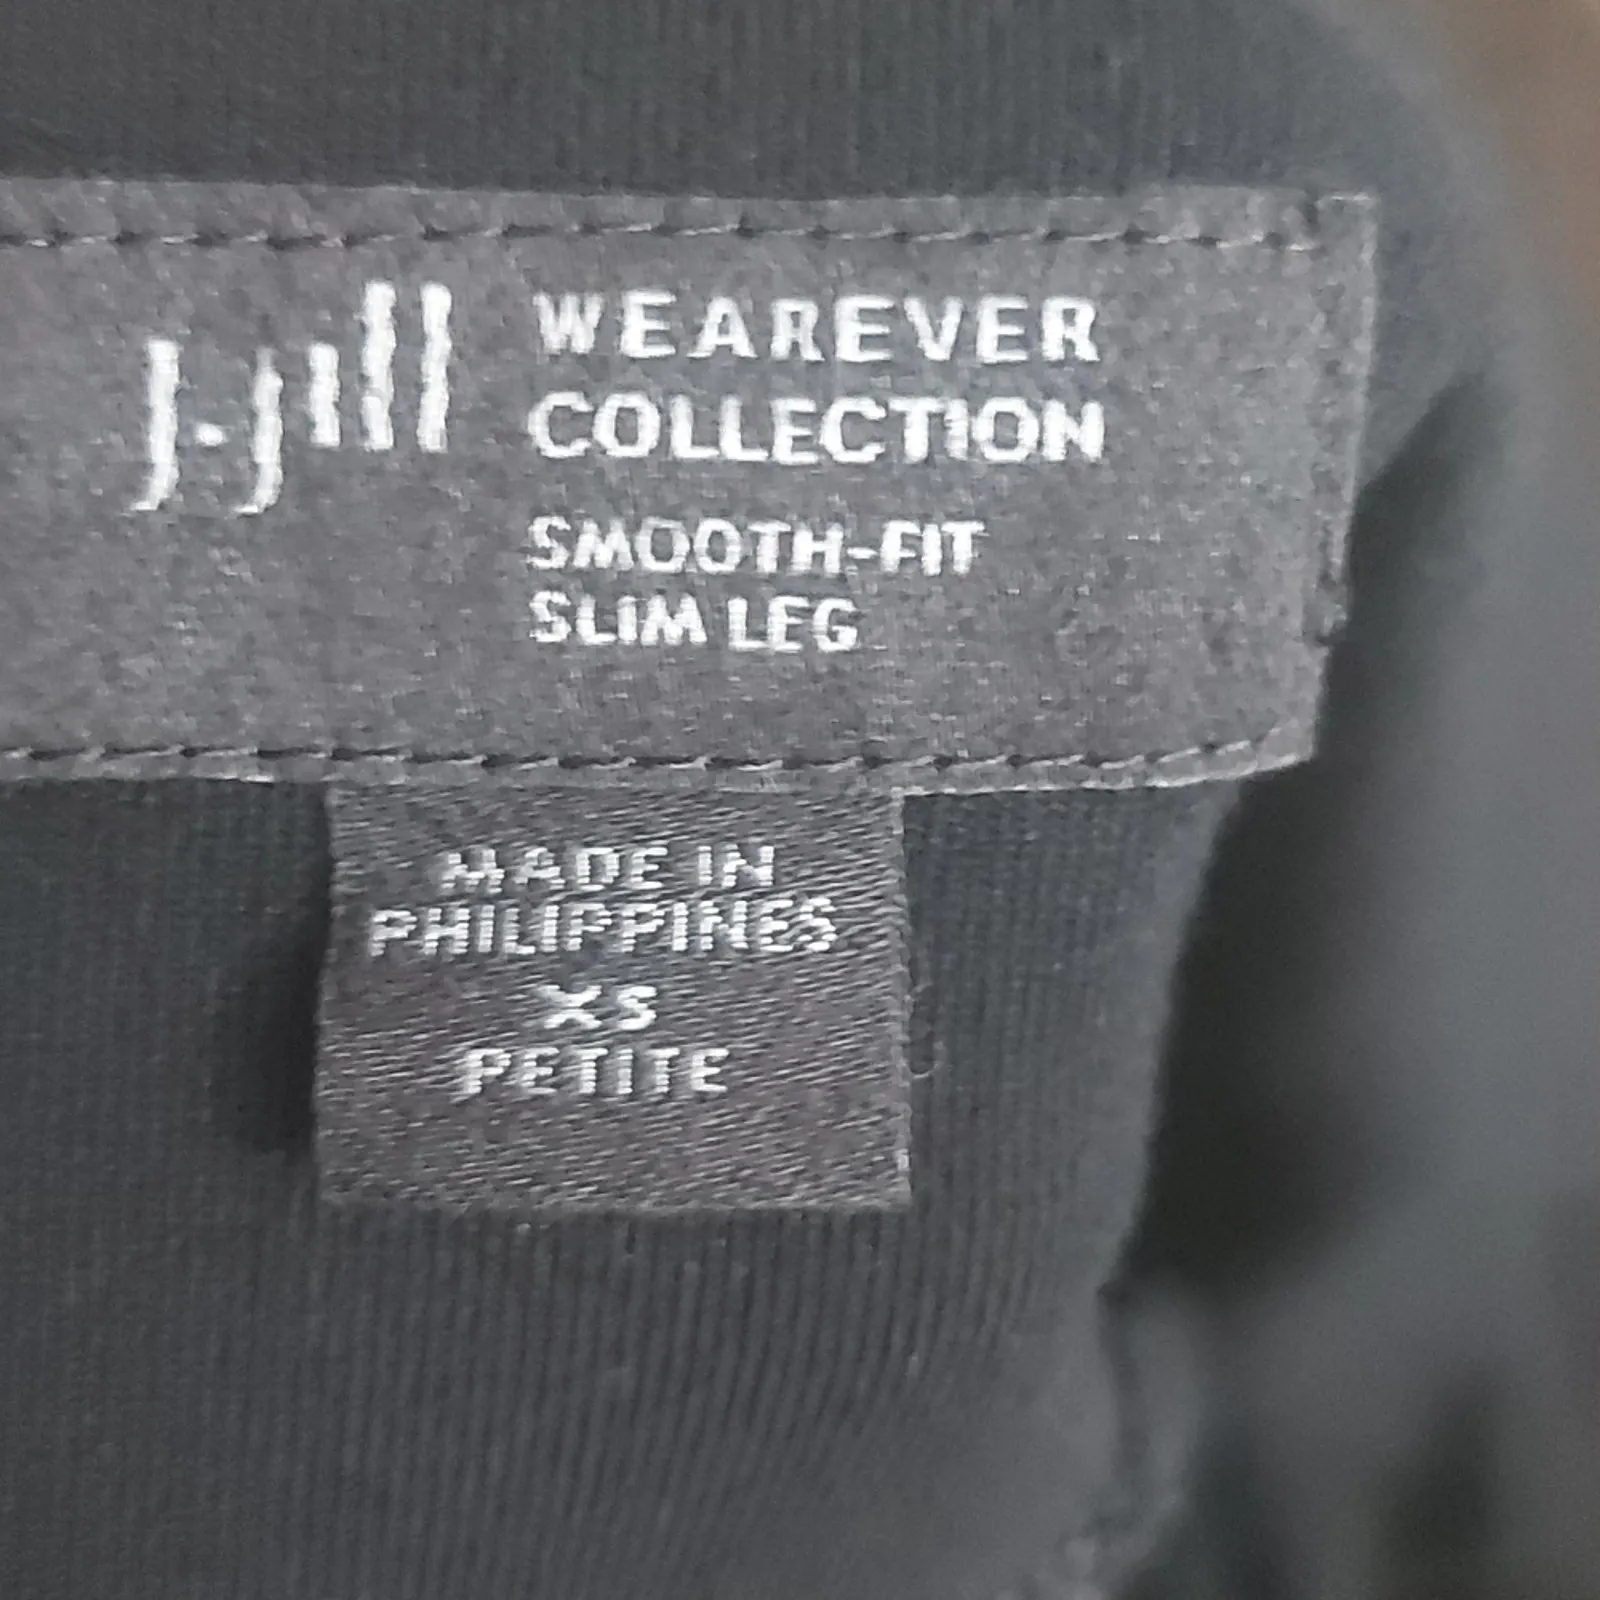 J.Jill
WEAREVER
COLLECTION
SMOOTH-FIT
SLIM LEG
MADE IN
PHILIPPINES
XS
PETITE